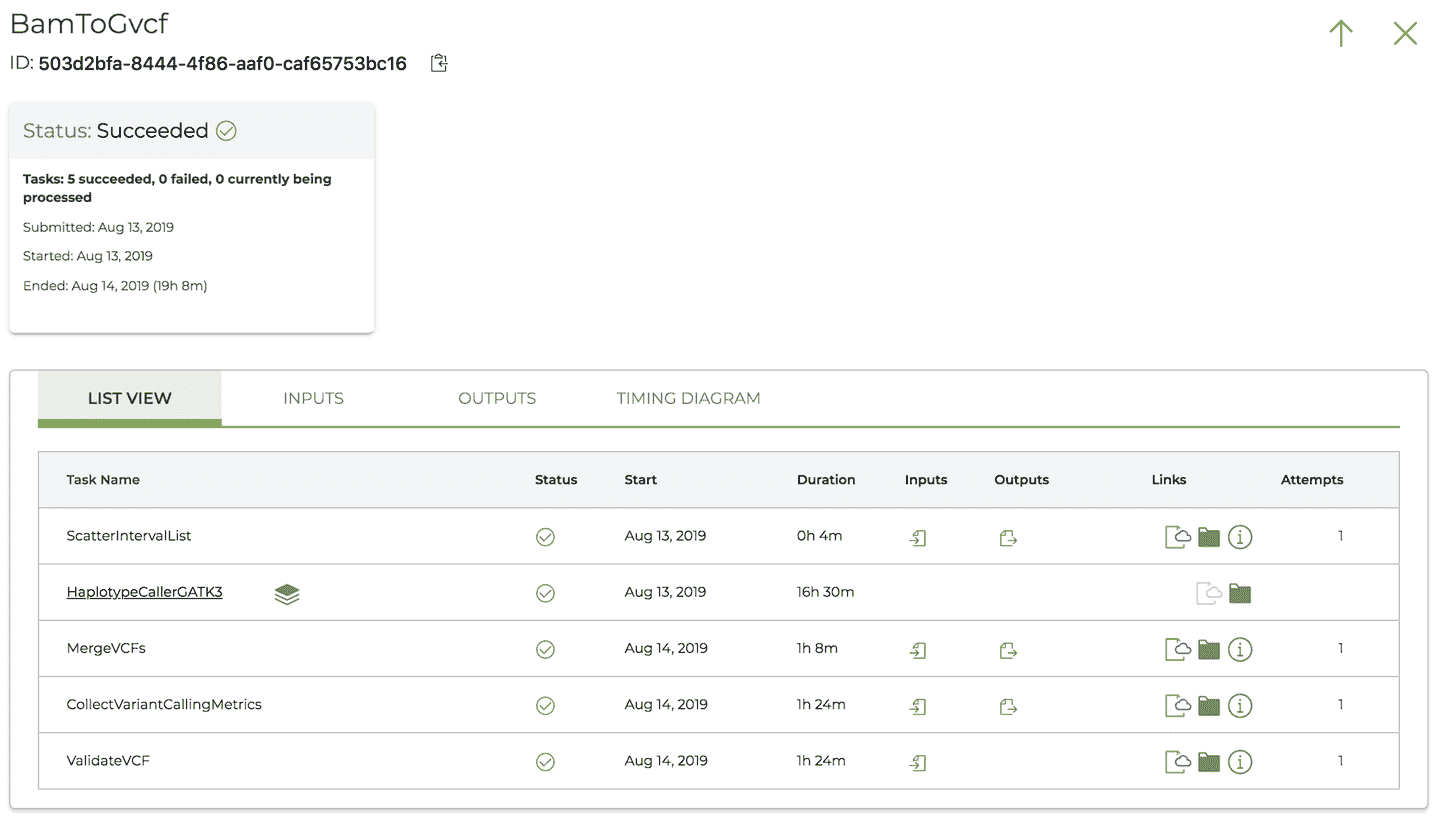 BamToGvcf
ID: 503d2bfa-8444-4f86-aaf0-caf65753bc16
Status: Succeeded
Tasks: 5 succeeded, 0 failed, 0 currently being
processed
Submitted: Aug 13, 2019
Started: Aug 13, 2019
Ended: Aug 14, 2019 (19h 8m)
LIST VIEW INPUTS OUTPUTS TIMING DIAGRAM
Task Name Status Start Duration Inputs Outputs Links Attempts
ScatterIntervalList Aug 13, 2019 0h 4m 1
HaplotypeCallerGATK3 Aug 13, 2019 16h 30m
MergeVCFs Aug 14, 2019 1h 8m 1
CollectVariantCallingMetrics Aug 14, 2019 1h 24m 1
ValidateVCF Aug 14, 2019 1h 24m 1